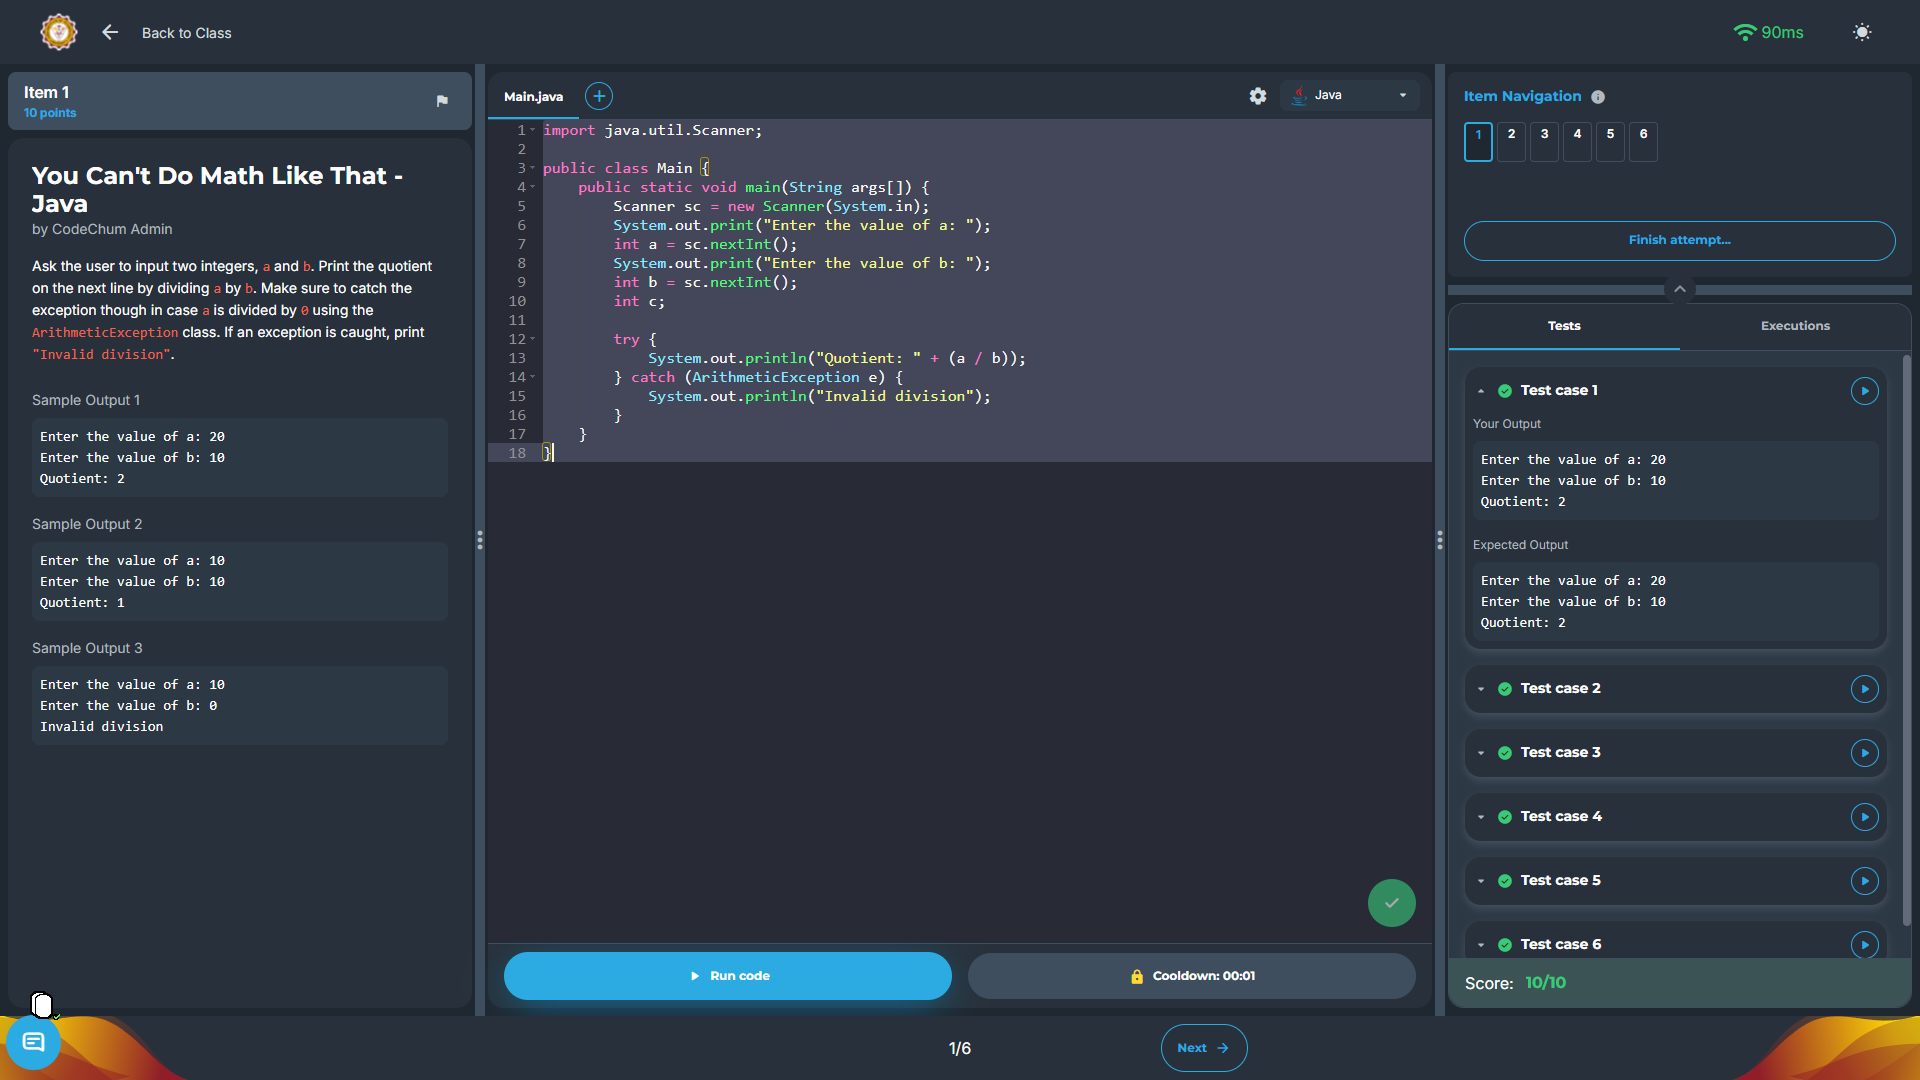 Back to Class
90ms
Item 1
10 points
You Can't Do Math Like That -
Java
by CodeChum Admin
Ask the user to input two integers, a and b. Print the quotient
on the next line by dividing a by b. Make sure to catch the
exception though in case a is divided by 0 using the
ArithmeticException class. If an exception is caught, print
"Invalid division".
Sample Output 1
Enter the value of a: 20
Enter the value of b: 10
Quotient: 2
Sample Output 2
Enter the value of a: 10
Enter the value of b: 10
Quotient: 1
Sample Output 3
Enter the value of a: 10
Enter the value of b: 0
Invalid division
Main.java
Java
1 import java.util.Scanner;
2
3 public class Main {
4 public static void main(String args[]) {
5 Scanner sc = new Scanner(System.in);
6 System.out.print("Enter the value of a: ");
7 int a = sc.nextInt();
8 System.out.print("Enter the value of b: ");
9 int b = sc.nextInt();
10 int c;
11
12 try {
13 System.out.println("Quotient: " + (a / b));
14 } catch (ArithmeticException e) {
15 System.out.println("Invalid division");
16 }
17 }
18 }
Run code
Cooldown: 00:01
Item Navigation
1 2 3 4 5 6
Finish attempt...
Tests
Executions
Test case 1
Your Output
Enter the value of a: 20
Enter the value of b: 10
Quotient: 2
Expected Output
Enter the value of a: 20
Enter the value of b: 10
Quotient: 2
Test case 2
Test case 3
Test case 4
Test case 5
Test case 6
Score: 10/10
1/6
Next